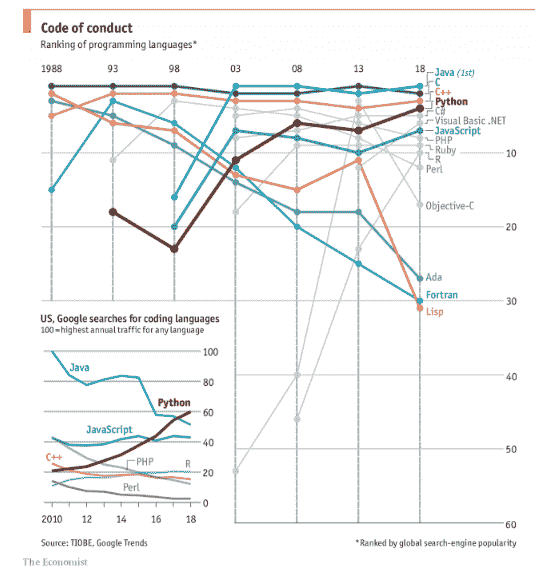 Code of conduct
Ranking of programming languages*
1988 93 98 03 08 13 18
Java (1st)
C
C++
Python
C#
Visual Basic .NET
JavaScript
PHP
Ruby
R
Perl
Objective-C
Ada
Fortran
Lisp
10
20
30
40
50
60
US, Google searches for coding languages
100=highest annual traffic for any language
100
80
60
40
20
0
Java
Python
JavaScript
C++
PHP
R
Perl
2010 12 14 16 18
Source: TIOBE, Google Trends
*Ranked by global search-engine popularity
The Economist